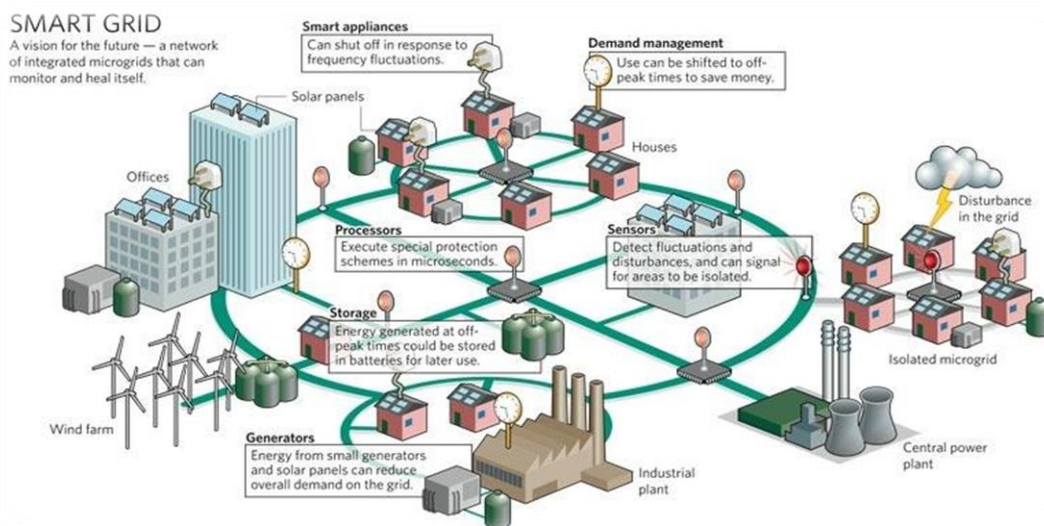 SMART GRID
A vision for the future — a network
of integrated microgrids that can
monitor and heal itself.
Smart appliances
Can shut off in response to
frequency fluctuations.
Demand management
Use can be shifted to off-
peak times to save money.
Solar panels
Houses
Offices
Disturbance
in the grid
Processors
Execute special protection
schemes in microseconds.
Sensors
Detect fluctuations and
disturbances, and can signal
for areas to be isolated.
Storage
Energy generated at off-
peak times could be stored
in batteries for later use.
Isolated microgrid
Wind farm
Generators
Energy from small generators
and solar panels can reduce
overall demand on the grid.
Industrial
plant
Central power
plant